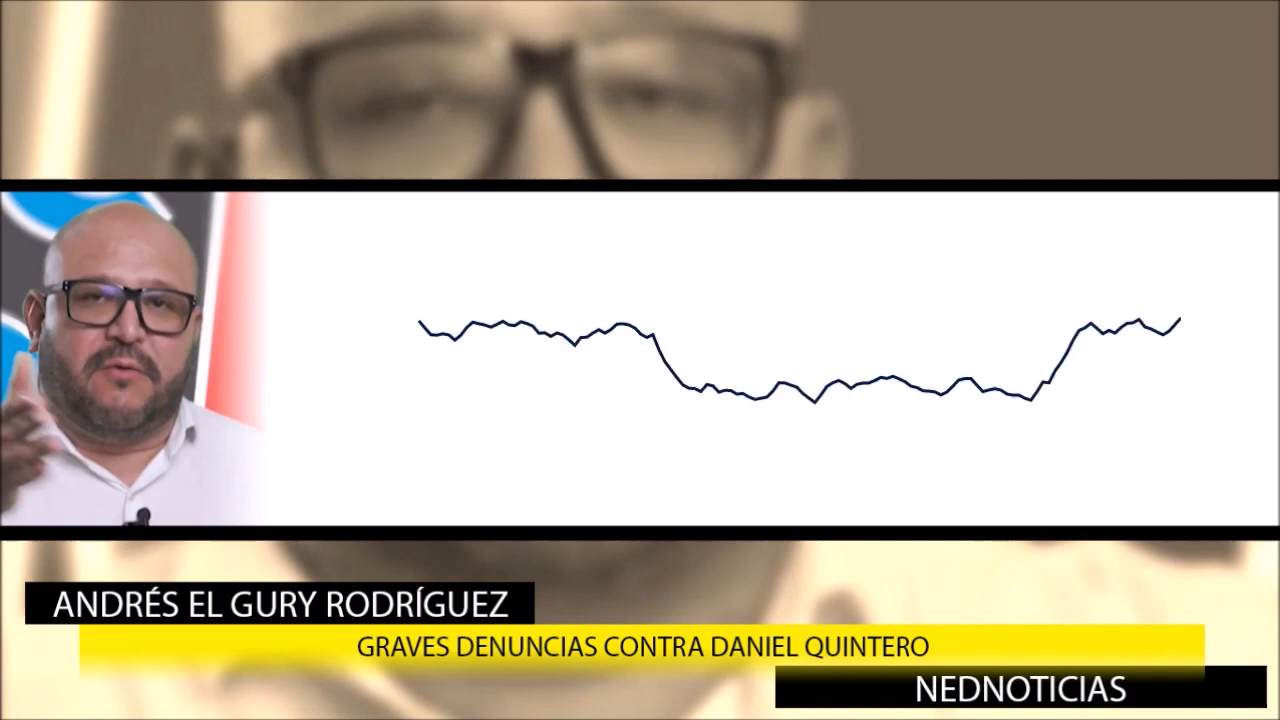 ANDRÉS EL GURY RODRÍGUEZ
GRAVES DENUNCIAS CONTRA DANIEL QUINTERO
NEDNOTICIAS